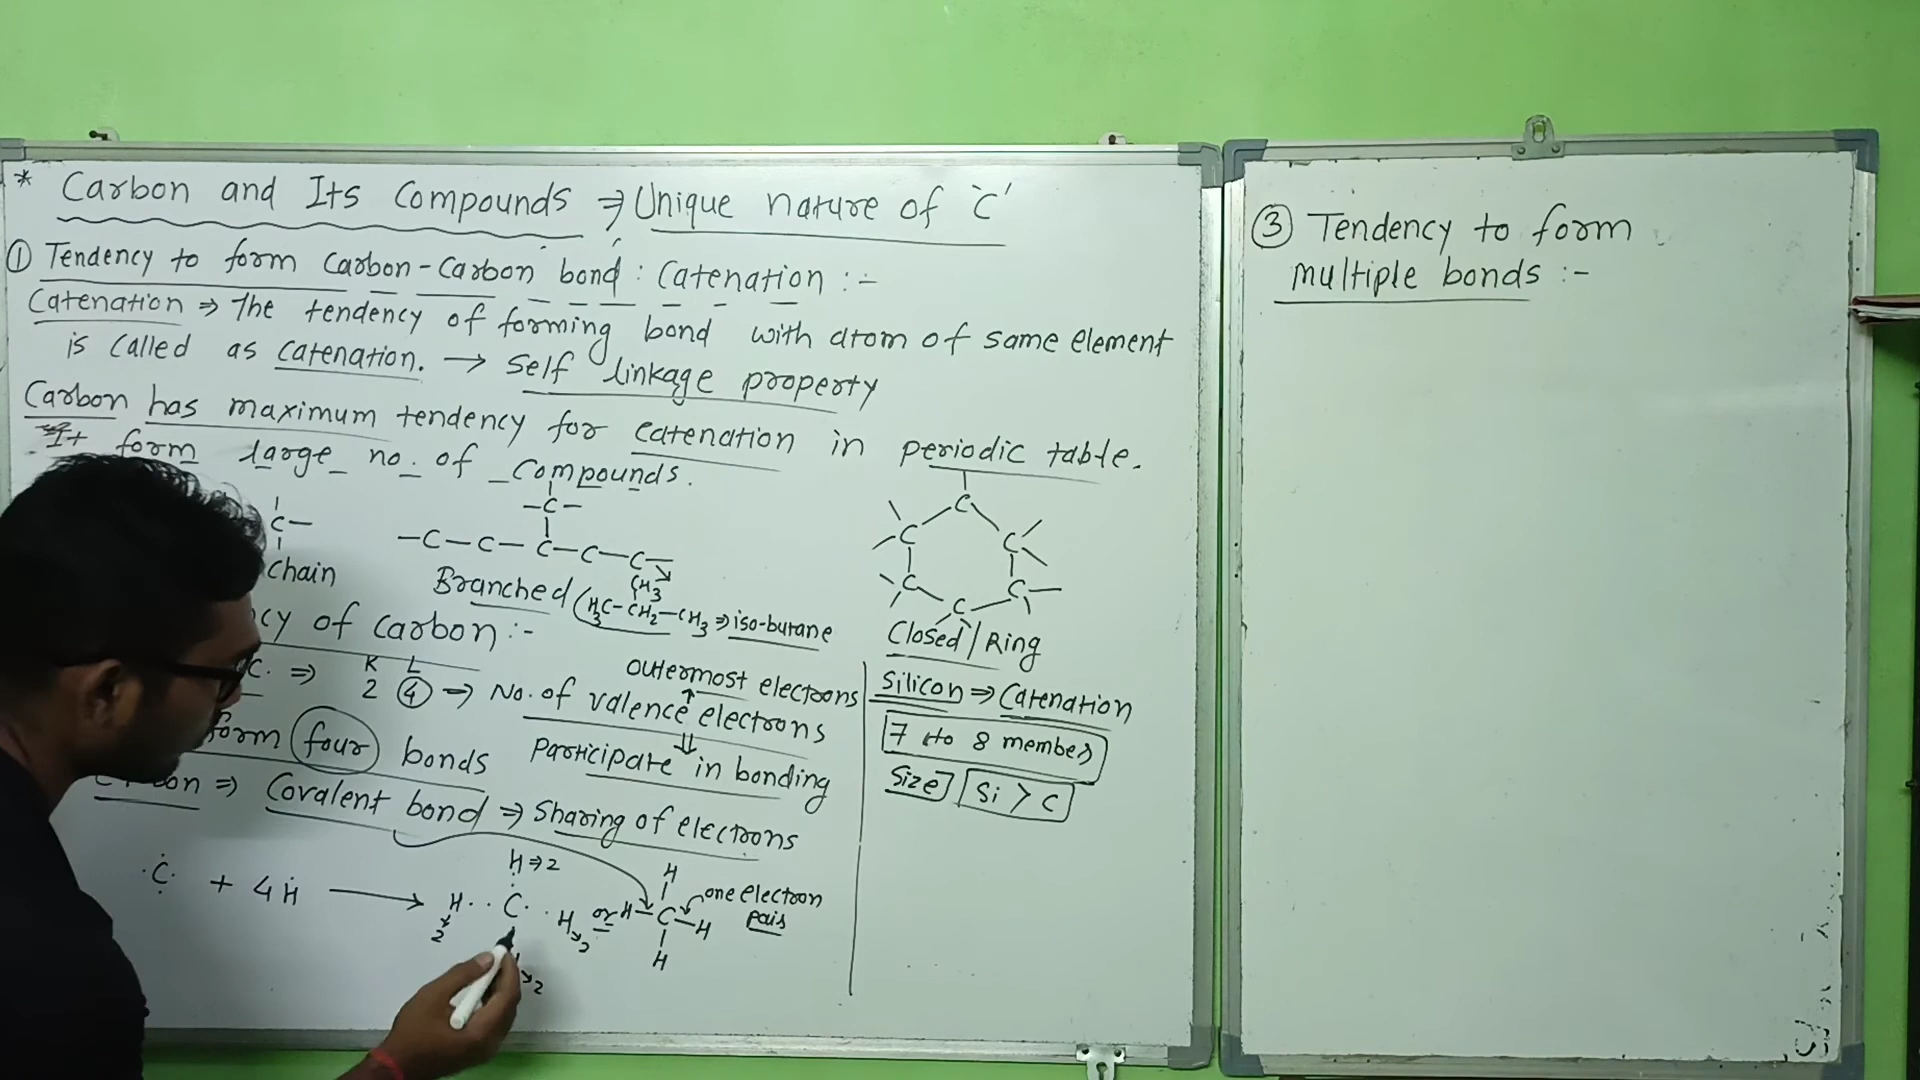 * Carbon and Its Compounds ⇒ Unique nature of 'C'
① Tendency to form Carbon-Carbon bond : Catenation :-
Catenation ⇒ The tendency of forming bond with atom of same element
is called as catenation. → Self linkage property
Carbon has maximum tendency for catenation in periodic table.
It form large no. of compounds.
C
chain
-C-
-C-C-C-C-C-
CH3
Branched (H3C-CH2-CH3 ⇒ iso-butane
C
C C
C C
C
Closed / Ring
cy of carbon :-
C. ⇒ K L
2 ④ → No. of valence electrons
outermost electrons
form four bonds
Participate in bonding
⇒ Covalent bond ⇒ Sharing of electrons
Silicon ⇒ Catenation
7 to 8 member
Size Si > C
C + 4H → H C H
H ⇒ 2
2
2
2
or
H
H-C-H
H
one electron
pair
③ Tendency to form
multiple bonds :-